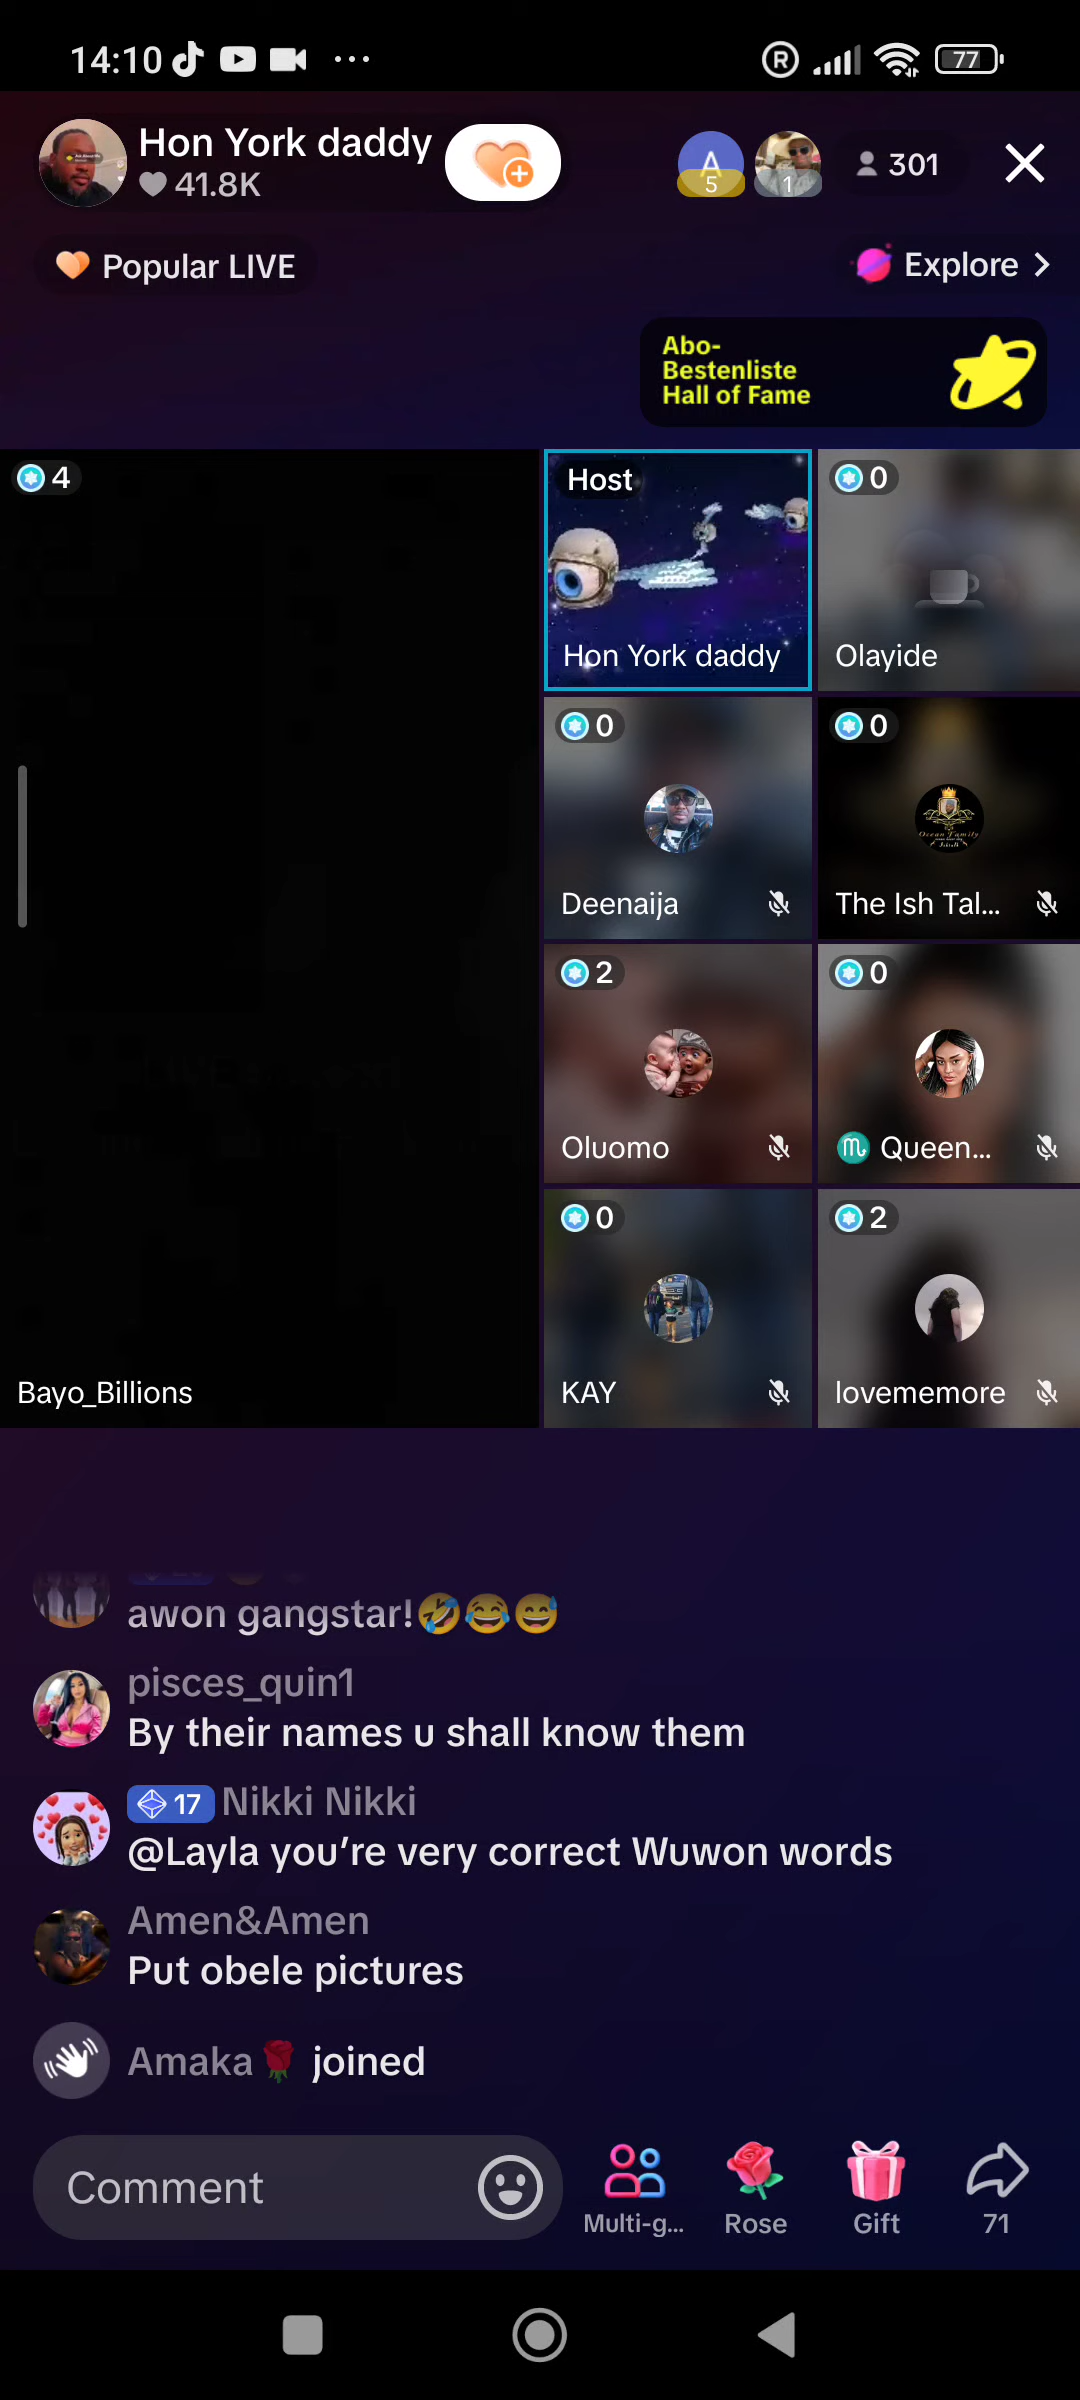 14:10
77
Hon York daddy
41.8K
A
5
1
301
Popular LIVE
Explore
Abo-
Bestenliste
Hall of Fame
4
Host
Hon York daddy
0
Olayide
0
Deenaija
0
The Ish Tal...
2
Oluomo
0
Queen...
0
KAY
2
lovememore
Bayo_Billions
awon gangstar!🤣😂😅
pisces_quin1
By their names u shall know them
17 Nikki Nikki
@Layla you’re very correct Wuwon words
Amen&Amen
Put obele pictures
Amaka🌹 joined
Comment
Multi-g...
Rose
Gift
71